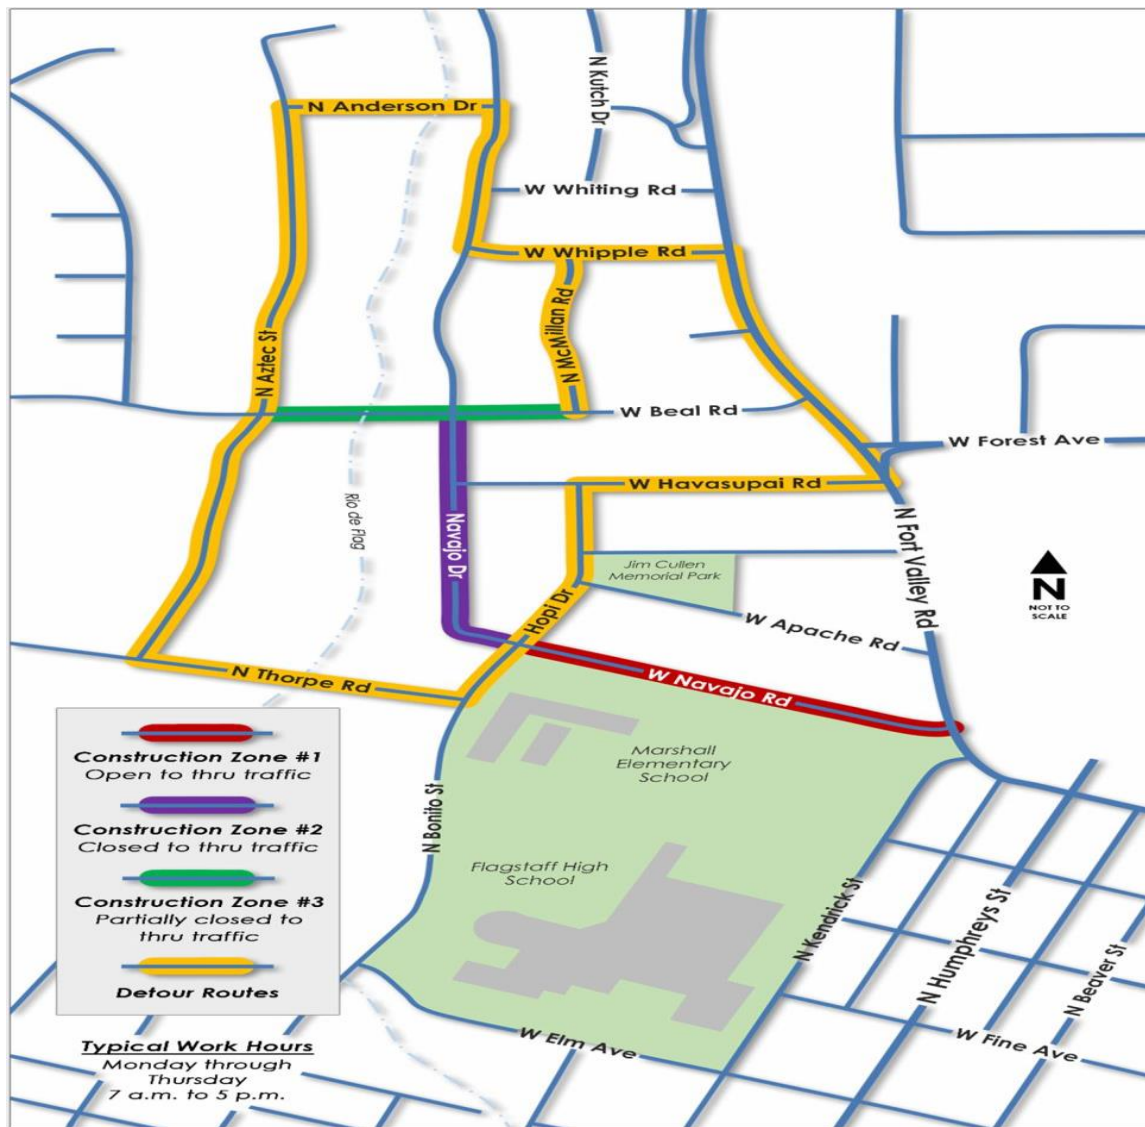 N Kutch Dr
N Anderson Dr
W Whiting Rd
W Whipple Rd
N McMillan Rd
N Aztec St
W Beal Rd
W Forest Ave
W Havasupai Rd
Rio de Flag
Navajo Dr
N Fort Valley Rd
Jim Cullen
Memorial Park
N
NOT TO
SCALE
Hopi Dr
W Apache Rd
N Thorpe Rd
W Navajo Rd
Marshall
Elementary
School
N Bonito St
Flagstaff High
School
N Kendrick St
N Humphreys St
N Beaver St
W Elm Ave
W Fine Ave
Construction Zone #1
Open to thru traffic
Construction Zone #2
Closed to thru traffic
Construction Zone #3
Partially closed to
thru traffic
Detour Routes
Typical Work Hours
Monday through
Thursday
7 a.m. to 5 p.m.